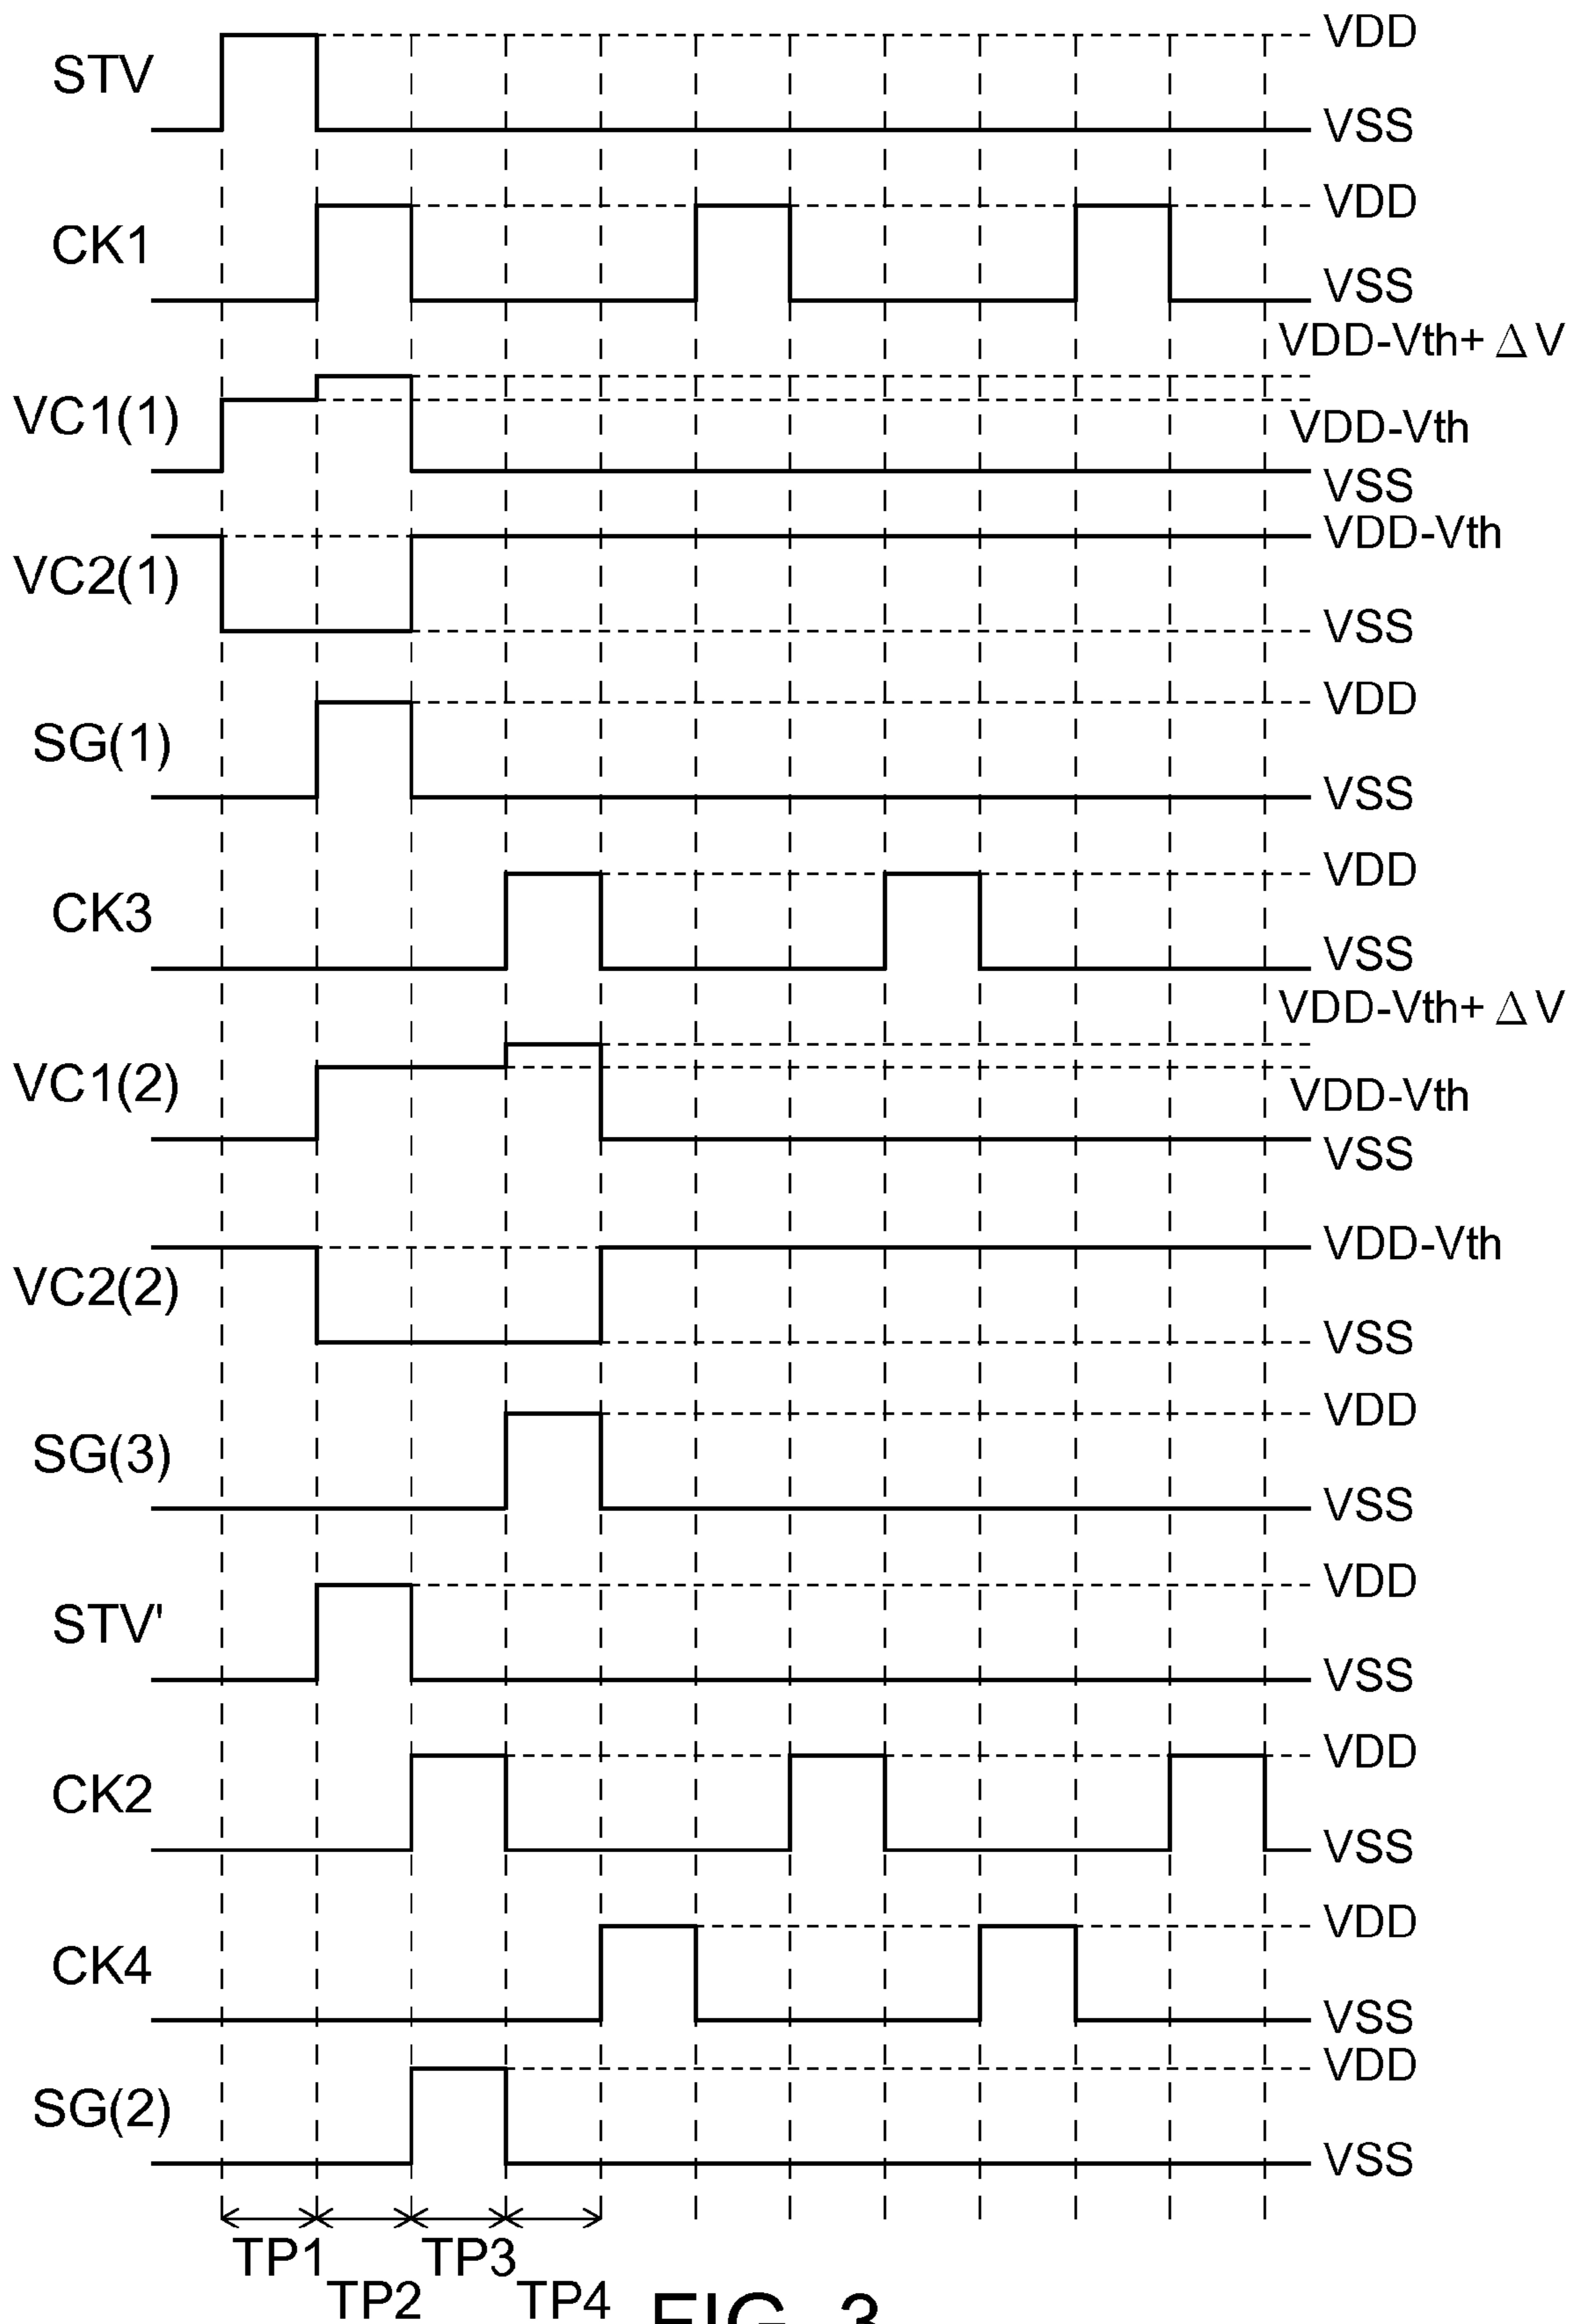 VDD
STV
VSS
VDD
CK1
VSS
VDD-Vth+ΔV
VC1(1)
VDD-Vth
VSS
VDD-Vth
VC2(1)
VSS
VDD
SG(1)
VSS
VDD
CK3
VSS
VDD-Vth+ΔV
VC1(2)
VDD-Vth
VSS
VDD-Vth
VC2(2)
VSS
VDD
SG(3)
VSS
VDD
STV'
VSS
VDD
CK2
VSS
VDD
CK4
VSS
VDD
SG(2)
VSS
TP1 TP3
TP2 TP4
FIG. 3